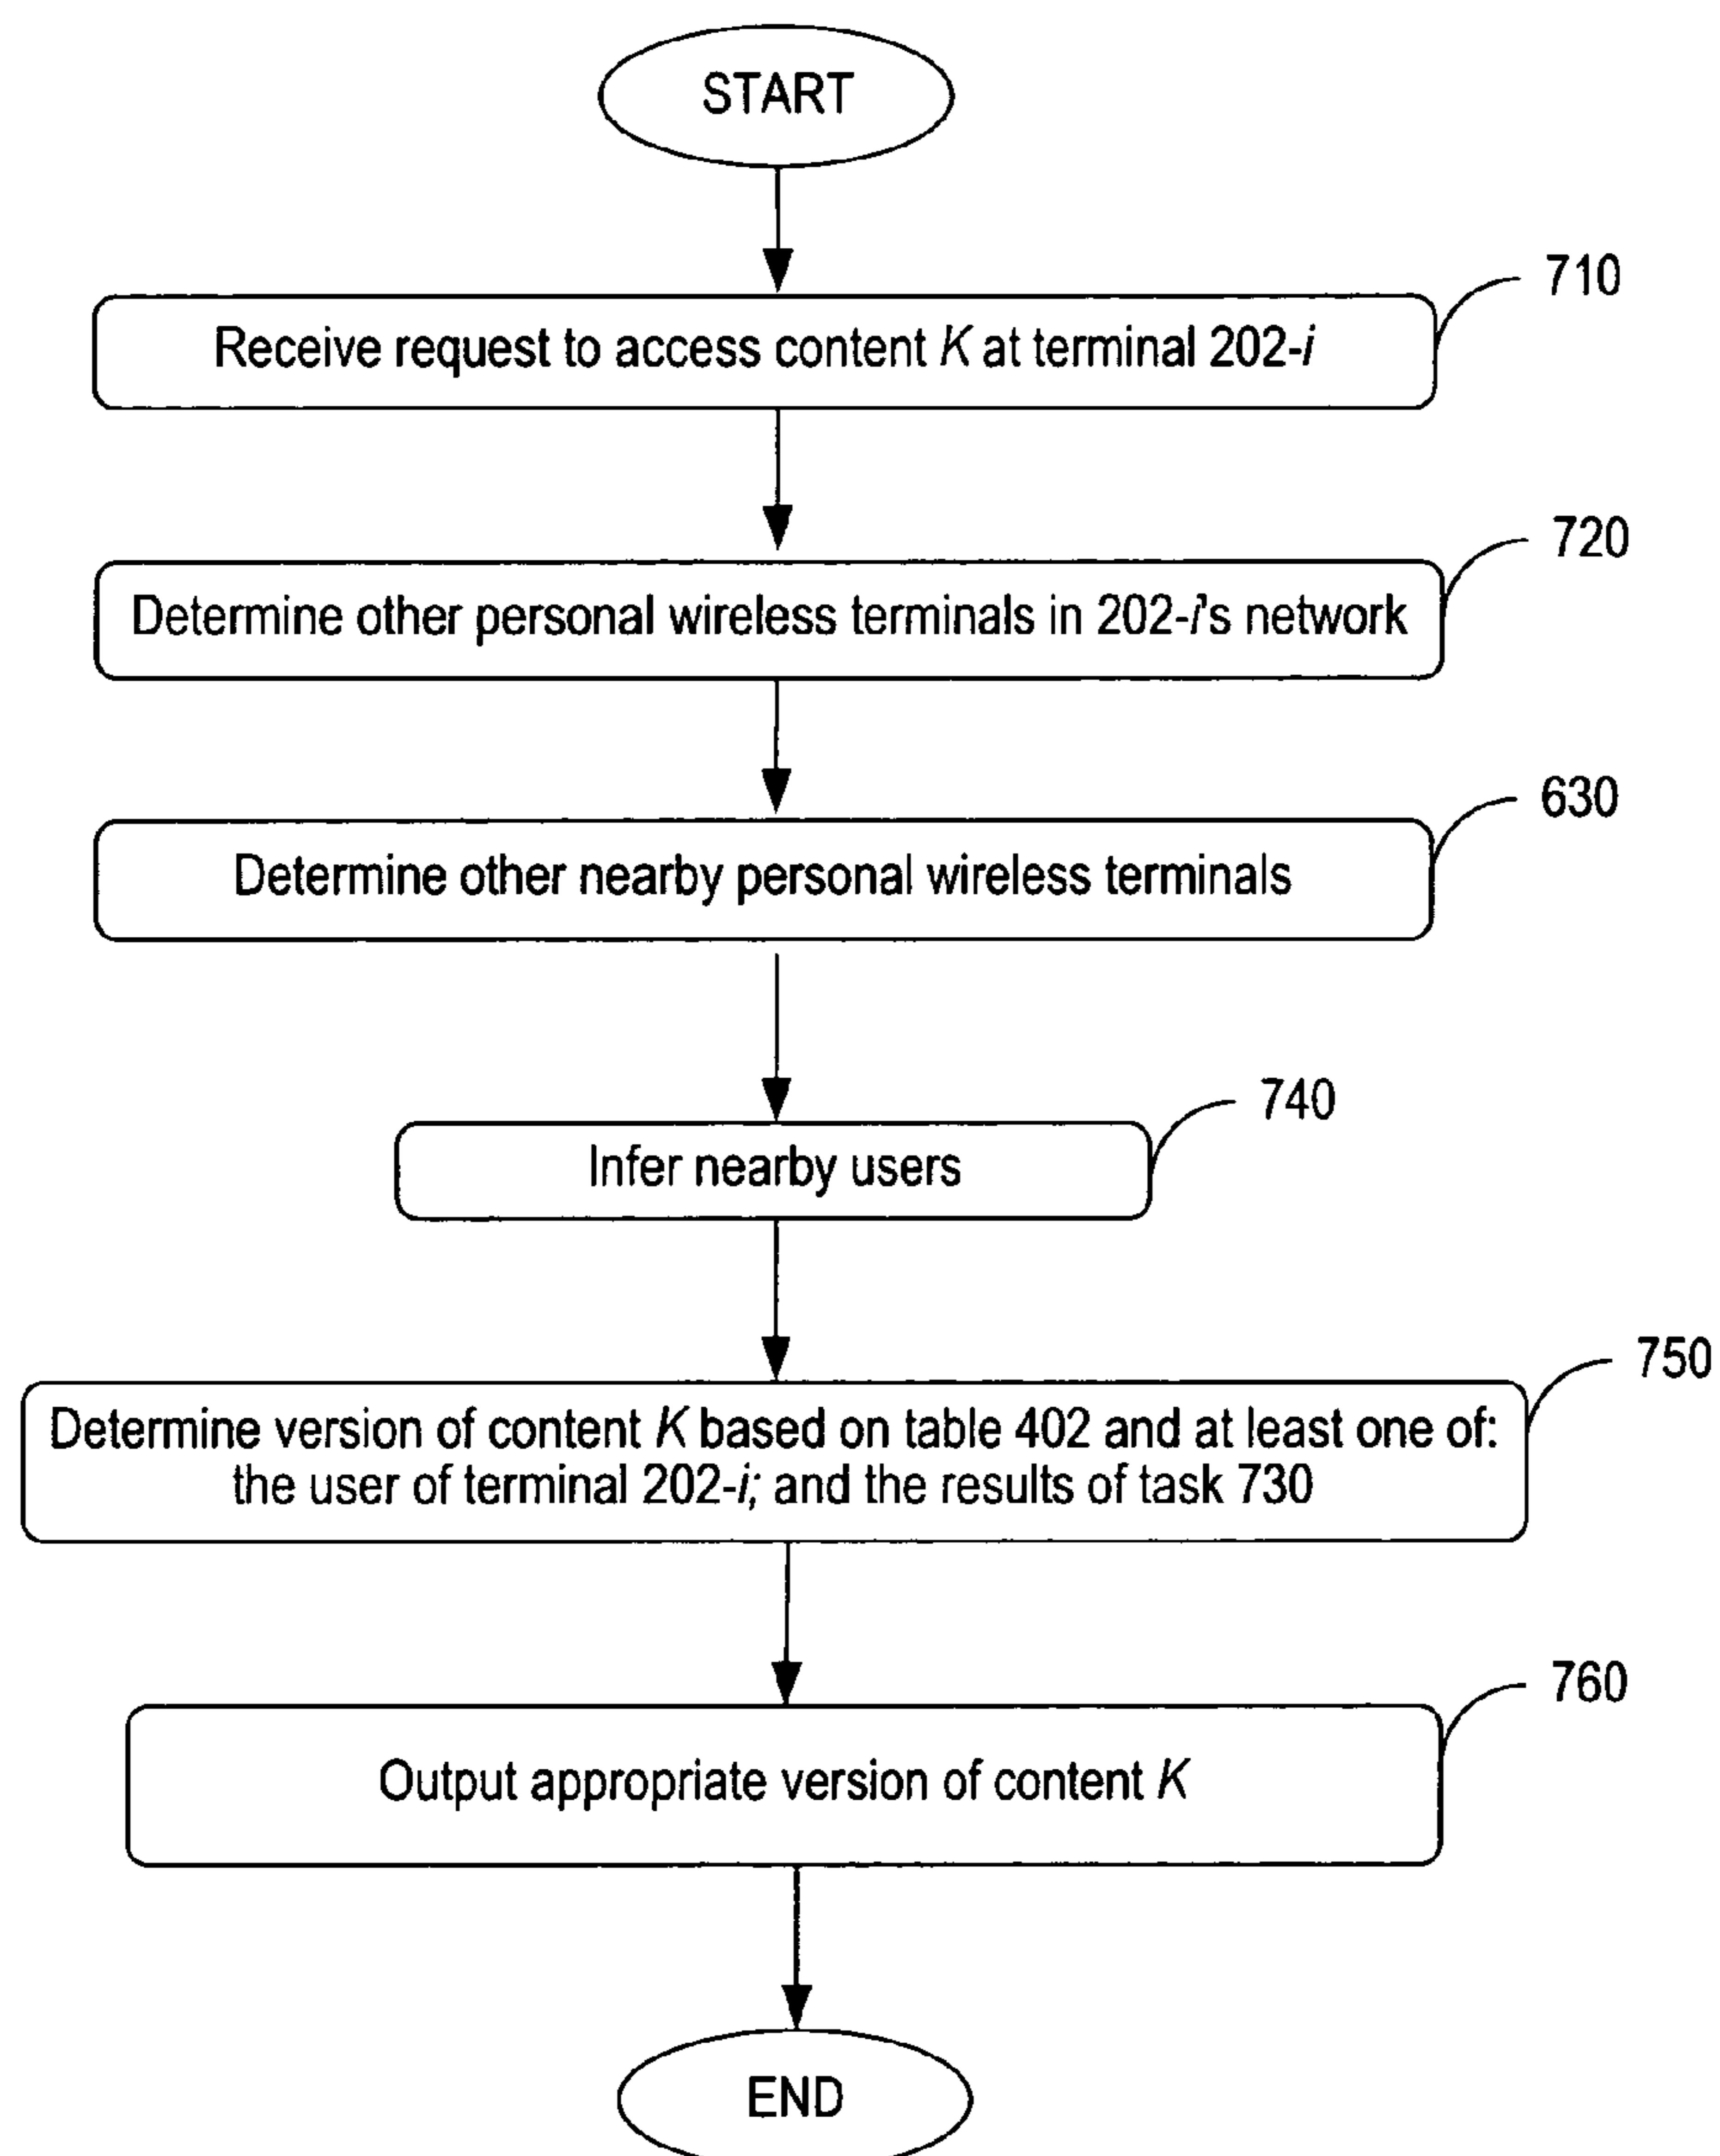 START
710
Receive request to access content K at terminal 202-i
720
Determine other personal wireless terminals in 202-i's network
630
Determine other nearby personal wireless terminals
740
Infer nearby users
750
Determine version of content K based on table 402 and at least one of:
the user of terminal 202-i; and the results of task 730
760
Output appropriate version of content K
END